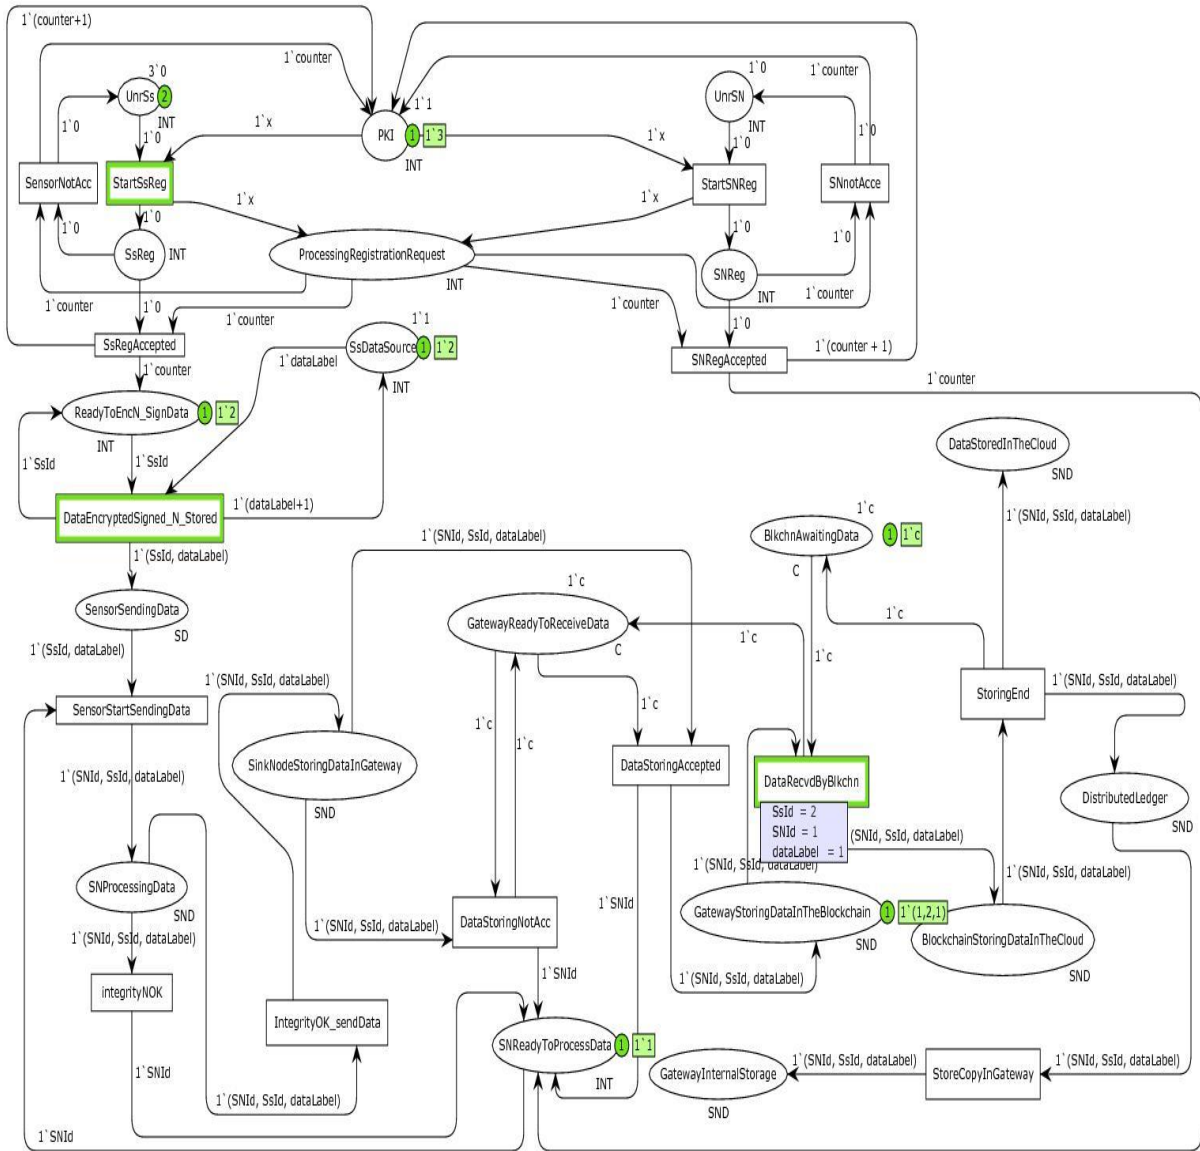 1`(counter+1)
1`counter
1`0
1`counter
3`0
UnrSs
2
INT
1`1
PKI
1
1`3
INT
UnrSN
INT
1`0
1`0
1`x
1`x
1`0
1`0
SensorNotAcc
StartSsReg
StartSNReg
SNnotAcce
1`x
1`x
1`0
1`0
1`0
1`0
SsReg
INT
ProcessingRegistrationRequest
INT
SNReg
INT
1`counter
1`0
1`counter
1`counter
1`0
1`counter
SsRegAccepted
1`1
SsDataSource
1
1`2
INT
1`dataLabel
SNRegAccepted
1`(counter + 1)
1`counter
1`counter
ReadyToEncN_SignData
1
1`2
INT
1`SsId
1`SsId
DataStoredInTheCloud
SND
DataEncryptedSigned_N_Stored
1`(dataLabel+1)
1`(SsId, dataLabel)
1`(SNId, SsId, dataLabel)
1`c
BlkchnAwaitingData
1
1`c
C
1`(SNId, SsId, dataLabel)
SensorSendingData
SD
1`c
GatewayReadyToReceiveData
C
1`c
1`c
1`c
1`(SsId, dataLabel)
SensorStartSendingData
1`(SNId, SsId, dataLabel)
StoringEnd
1`(SNId, SsId, dataLabel)
1`c
1`c
1`c
SinkNodeStoringDataInGateway
SND
DataStoringAccepted
DataRecvdByBlkchn
SsId = 2
SNId = 1
dataLabel = 1
DistributedLedger
SND
1`(SNId, SsId, dataLabel)
(SNId, SsId, dataLabel)
1`(SNId, SsId, dataLabel)
1`(SNId, SsId, dataLabel)
SNProcessingData
SND
1`(SNId, SsId, dataLabel)
1`(SNId, SsId, dataLabel)
DataStoringNotAcc
1`SNId
GatewayStoringDataInTheBlockchain
1
1`(1,2,1)
SND
BlockchainStoringDataInTheCloud
SND
integrityNOK
1`SNId
1`(SNId, SsId, dataLabel)
IntegrityOK_sendData
SNReadyToProcessData
1
1`1
INT
1`SNId
1`(SNId, SsId, dataLabel)
GatewayInternalStorage
SND
1`(SNId, SsId, dataLabel)
StoreCopyInGateway
1`(SNId, SsId, dataLabel)
1`SNId